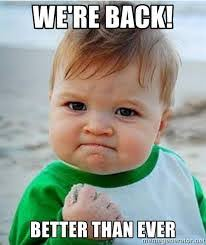 WE'RE BACK!
BETTER THAN EVER
memegenerator.net